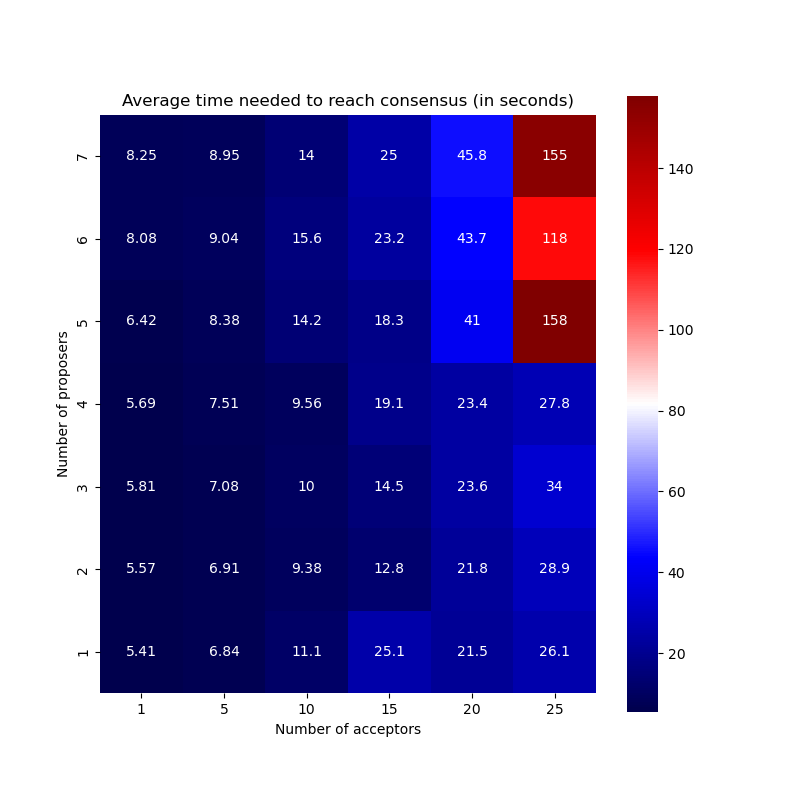 Average time needed to reach consensus (in seconds)
7 8.25 8.95 14 25 45.8 155
6 8.08 9.04 15.6 23.2 43.7 118
5 6.42 8.38 14.2 18.3 41 158
4 5.69 7.51 9.56 19.1 23.4 27.8
3 5.81 7.08 10 14.5 23.6 34
2 5.57 6.91 9.38 12.8 21.8 28.9
1 5.41 6.84 11.1 25.1 21.5 26.1
1 5 10 15 20 25
Number of acceptors
Number of proposers
140
120
100
80
60
40
20